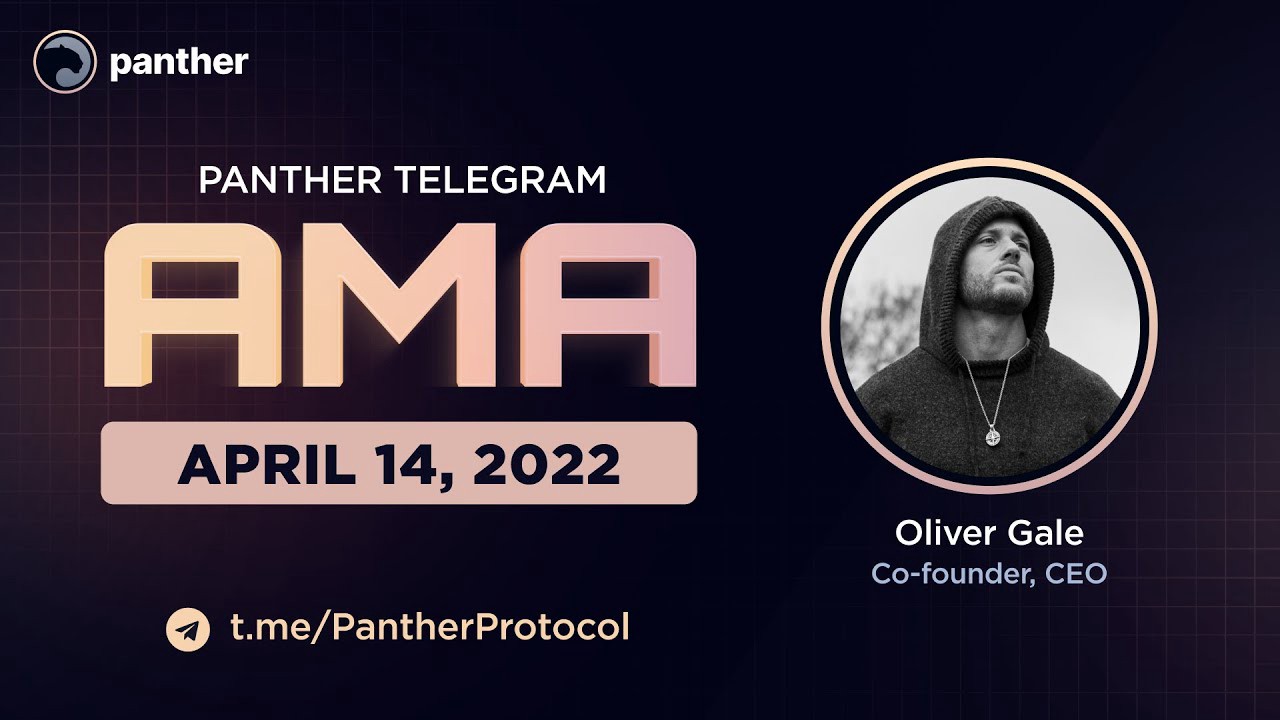 panther
PANTHER TELEGRAM
AMA
APRIL 14, 2022
t.me/PantherProtocol
Oliver Gale
Co-founder, CEO